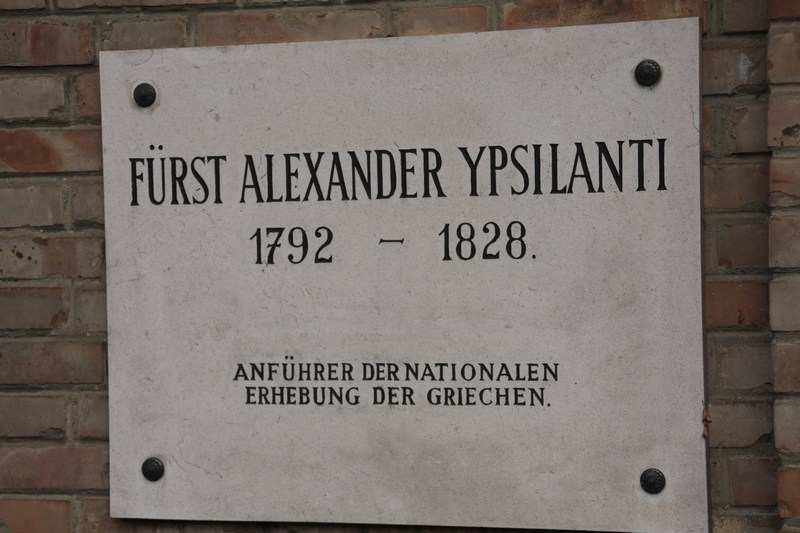 FÜRST ALEXANDER YPSILANTI
1792 – 1828.
ANFÜHRER DER NATIONALEN
ERHEBUNG DER GRIECHEN.